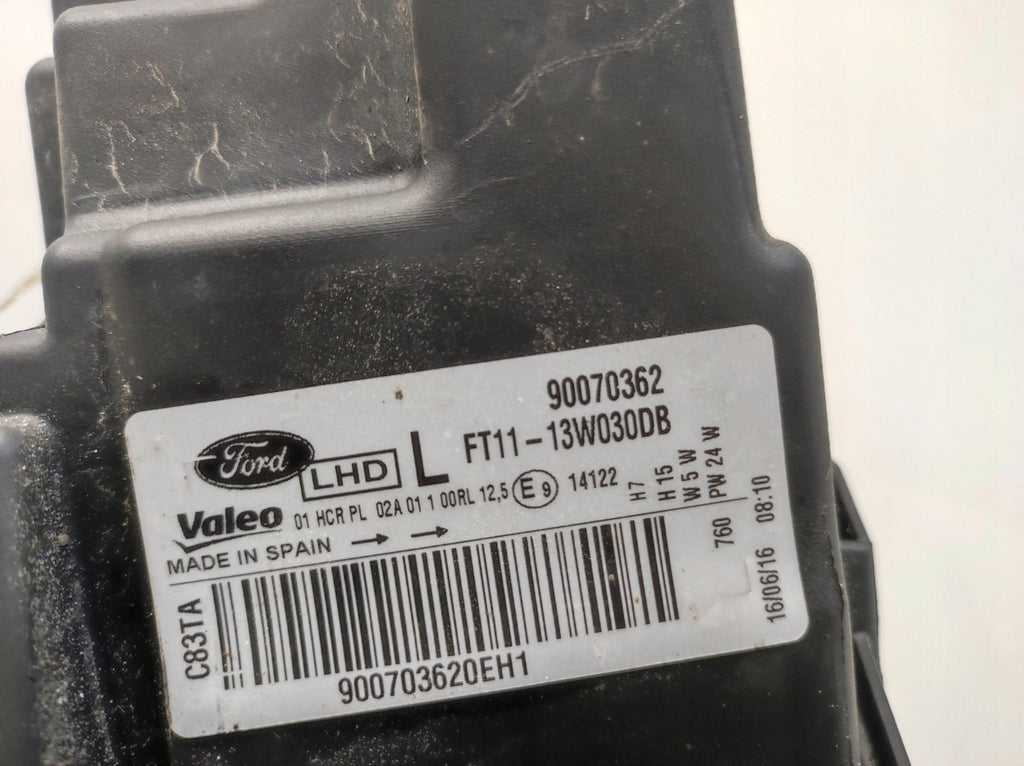 90070362
Ford LHD L FT11-13W030DB
Valeo 01 HCR PL 02A 01 1 00RL 12,5 E9 14122
MADE IN SPAIN → →
H7
H 15
W 5 W
PW 24 W
760
16/06/16 08:10
C83TA
900703620EH1